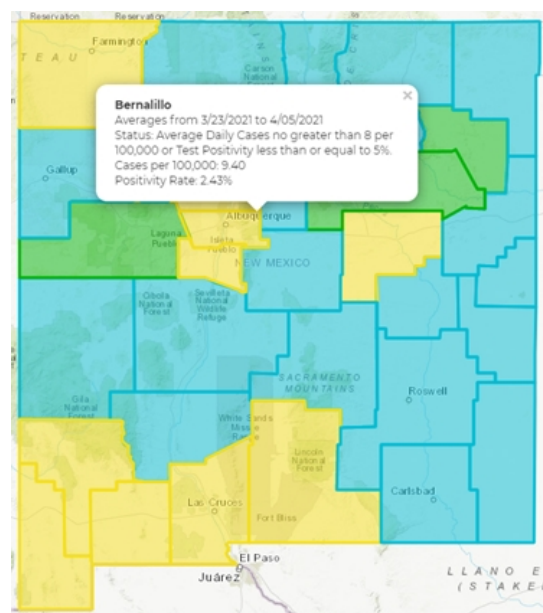 Reservation
Reservation
Farmington
TEAU
Carson
National
Bernalillo
Averages from 3/23/2021 to 4/05/2021
Status: Average Daily Cases no greater than 8 per
100,000 or Test Positivity less than or equal to 5%.
Cases per 100,000: 9.40
Positivity Rate: 2.43%
×
Gallup
Albuquerque
Laguna
Pueblo
Isleta
Pueblo
NEW MEXICO
Cibola
National
Forest
Sevilleta
National
Wildlife
Refuge
SACRAMENTO
MOUNTAINS
Roswell
Gila
National
Forest
White Sands
Missile
Range
Lincoln
National
Forest
Las Cruces
Carlsbad
Fort Bliss
El Paso
Juárez
LLANO E
(STAKE